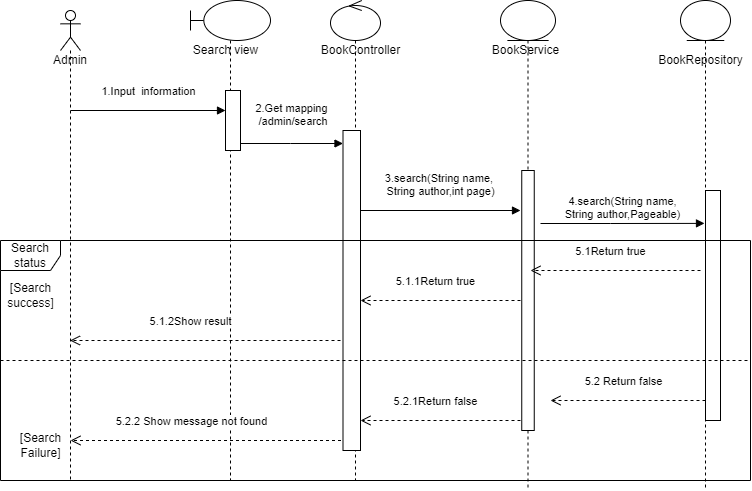 Admin
Search view
BookController
BookService
BookRepository
1.Input information
2.Get mapping
/admin/search
3.search(String name,
String author,int page)
4.search(String name,
String author,Pageable)
Search
status
5.1Return true
[Search
success]
5.1.1Return true
5.1.2Show result
5.2 Return false
5.2.1Return false
5.2.2 Show message not found
[Search
Failure]